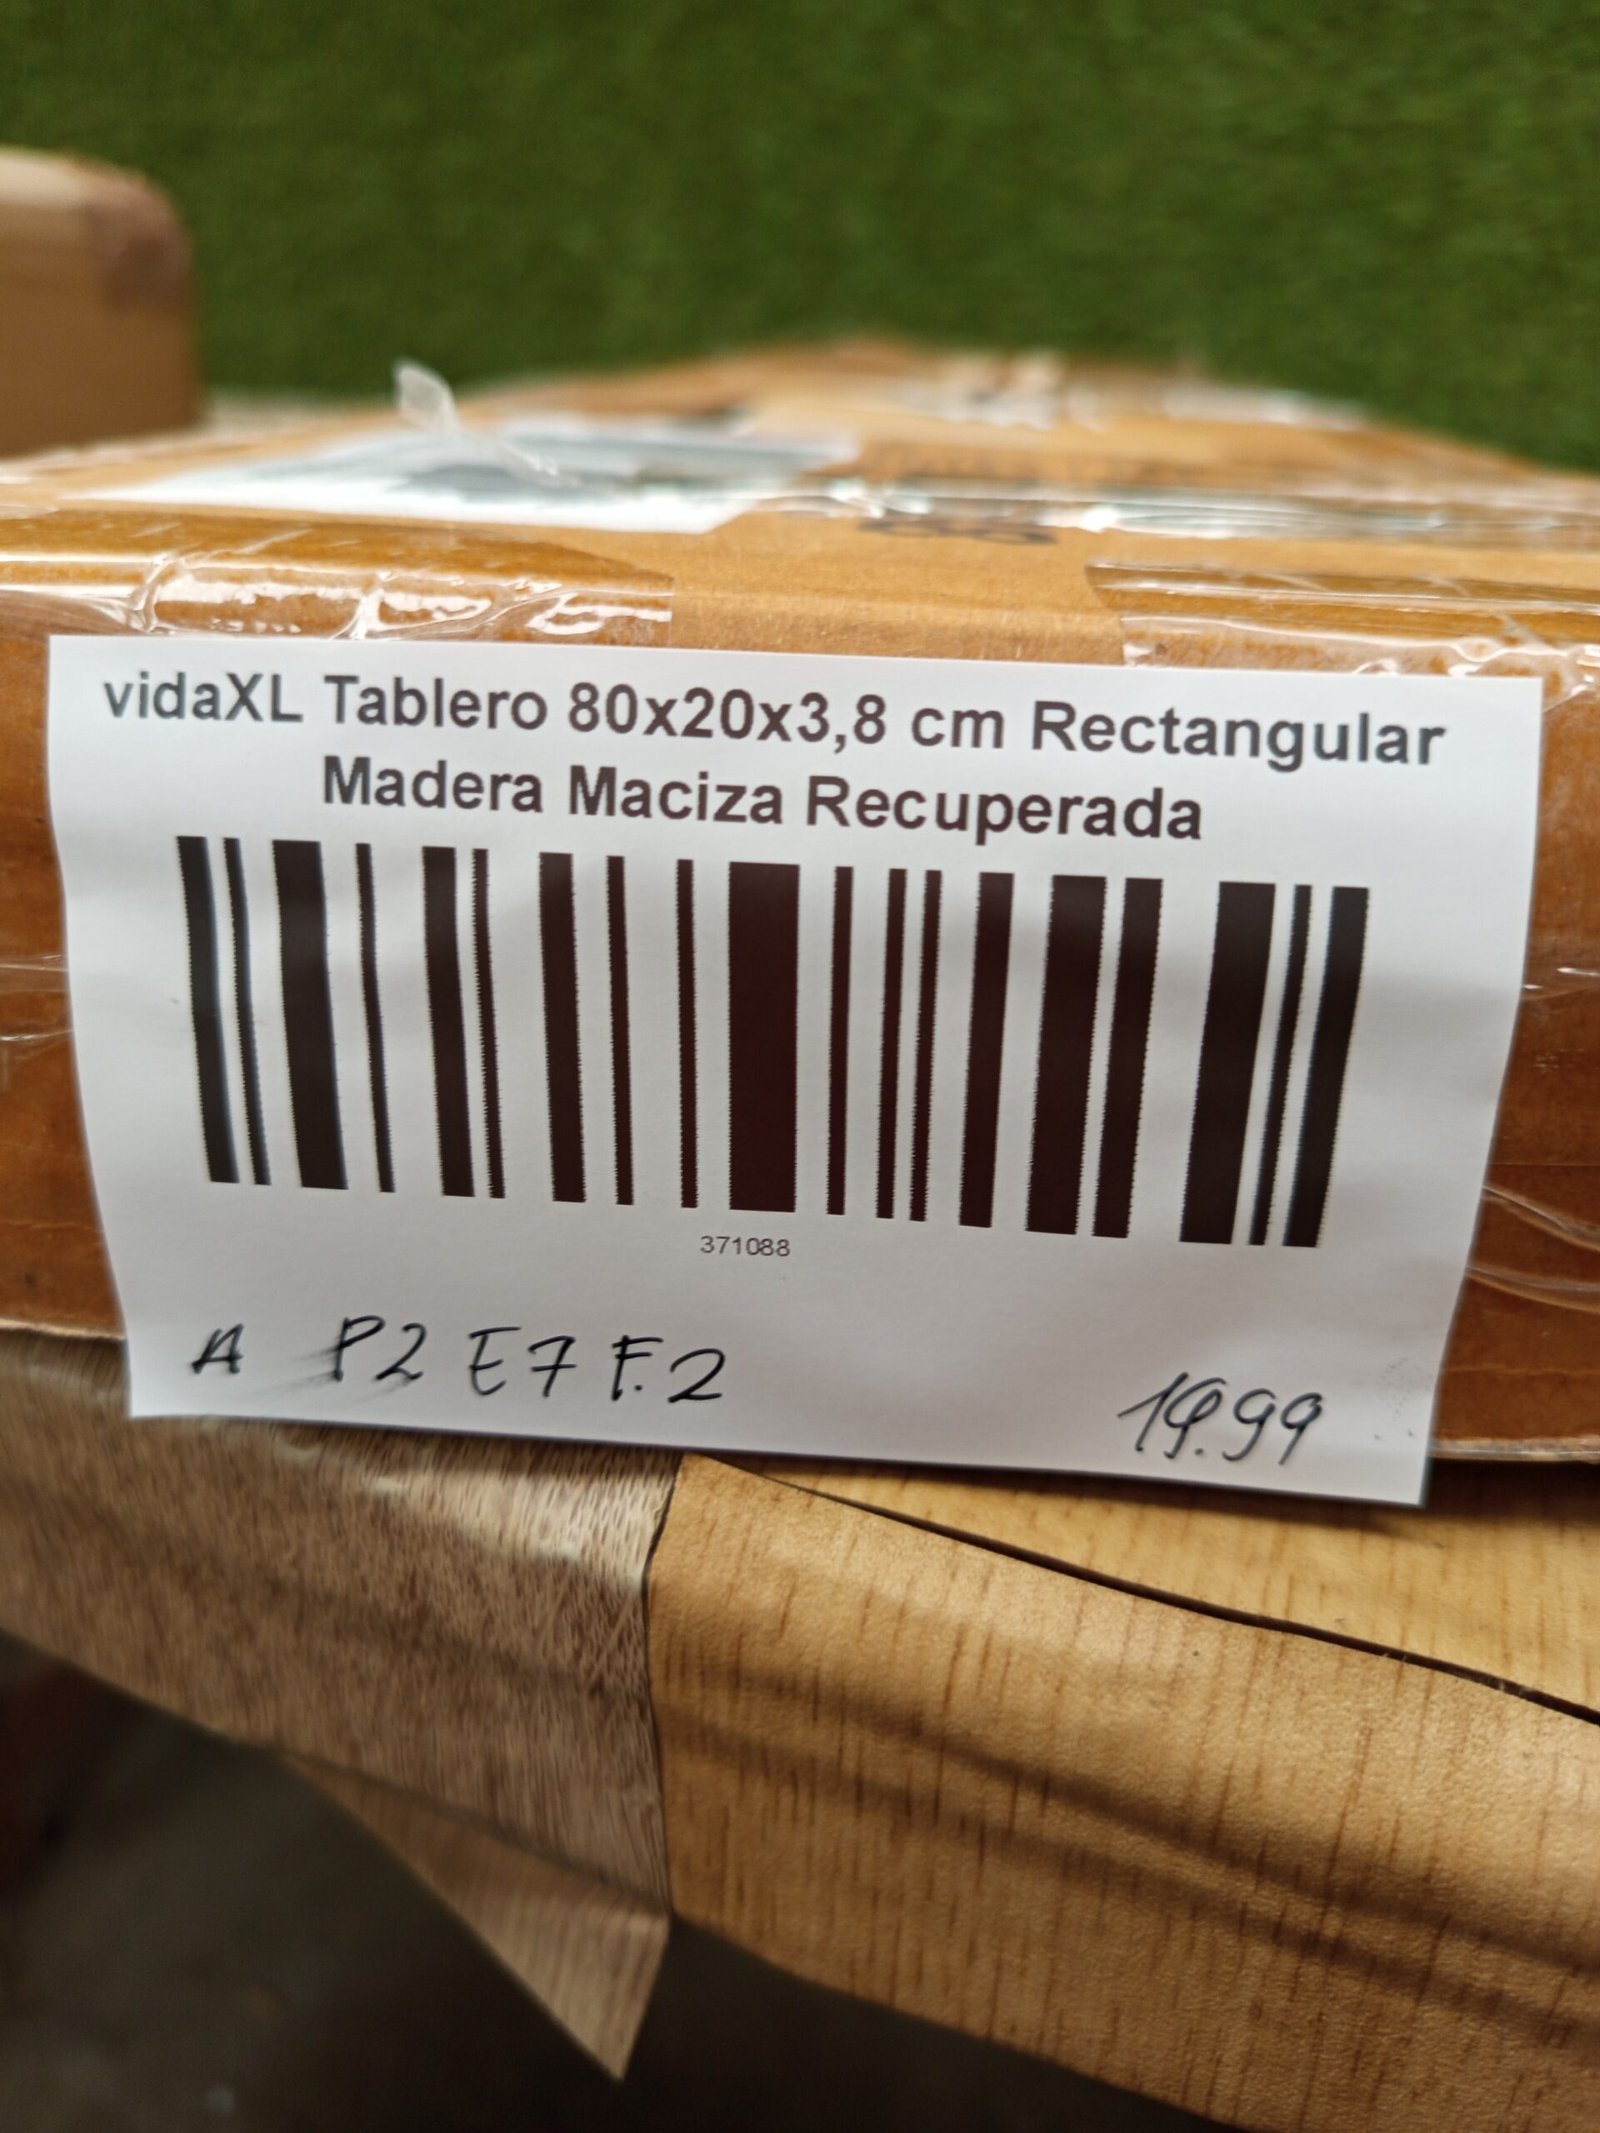 vidaXL Tablero 80x20x3,8 cm Rectangular
Madera Maciza Recuperada
371088
A P2 E7 F.2
19.99